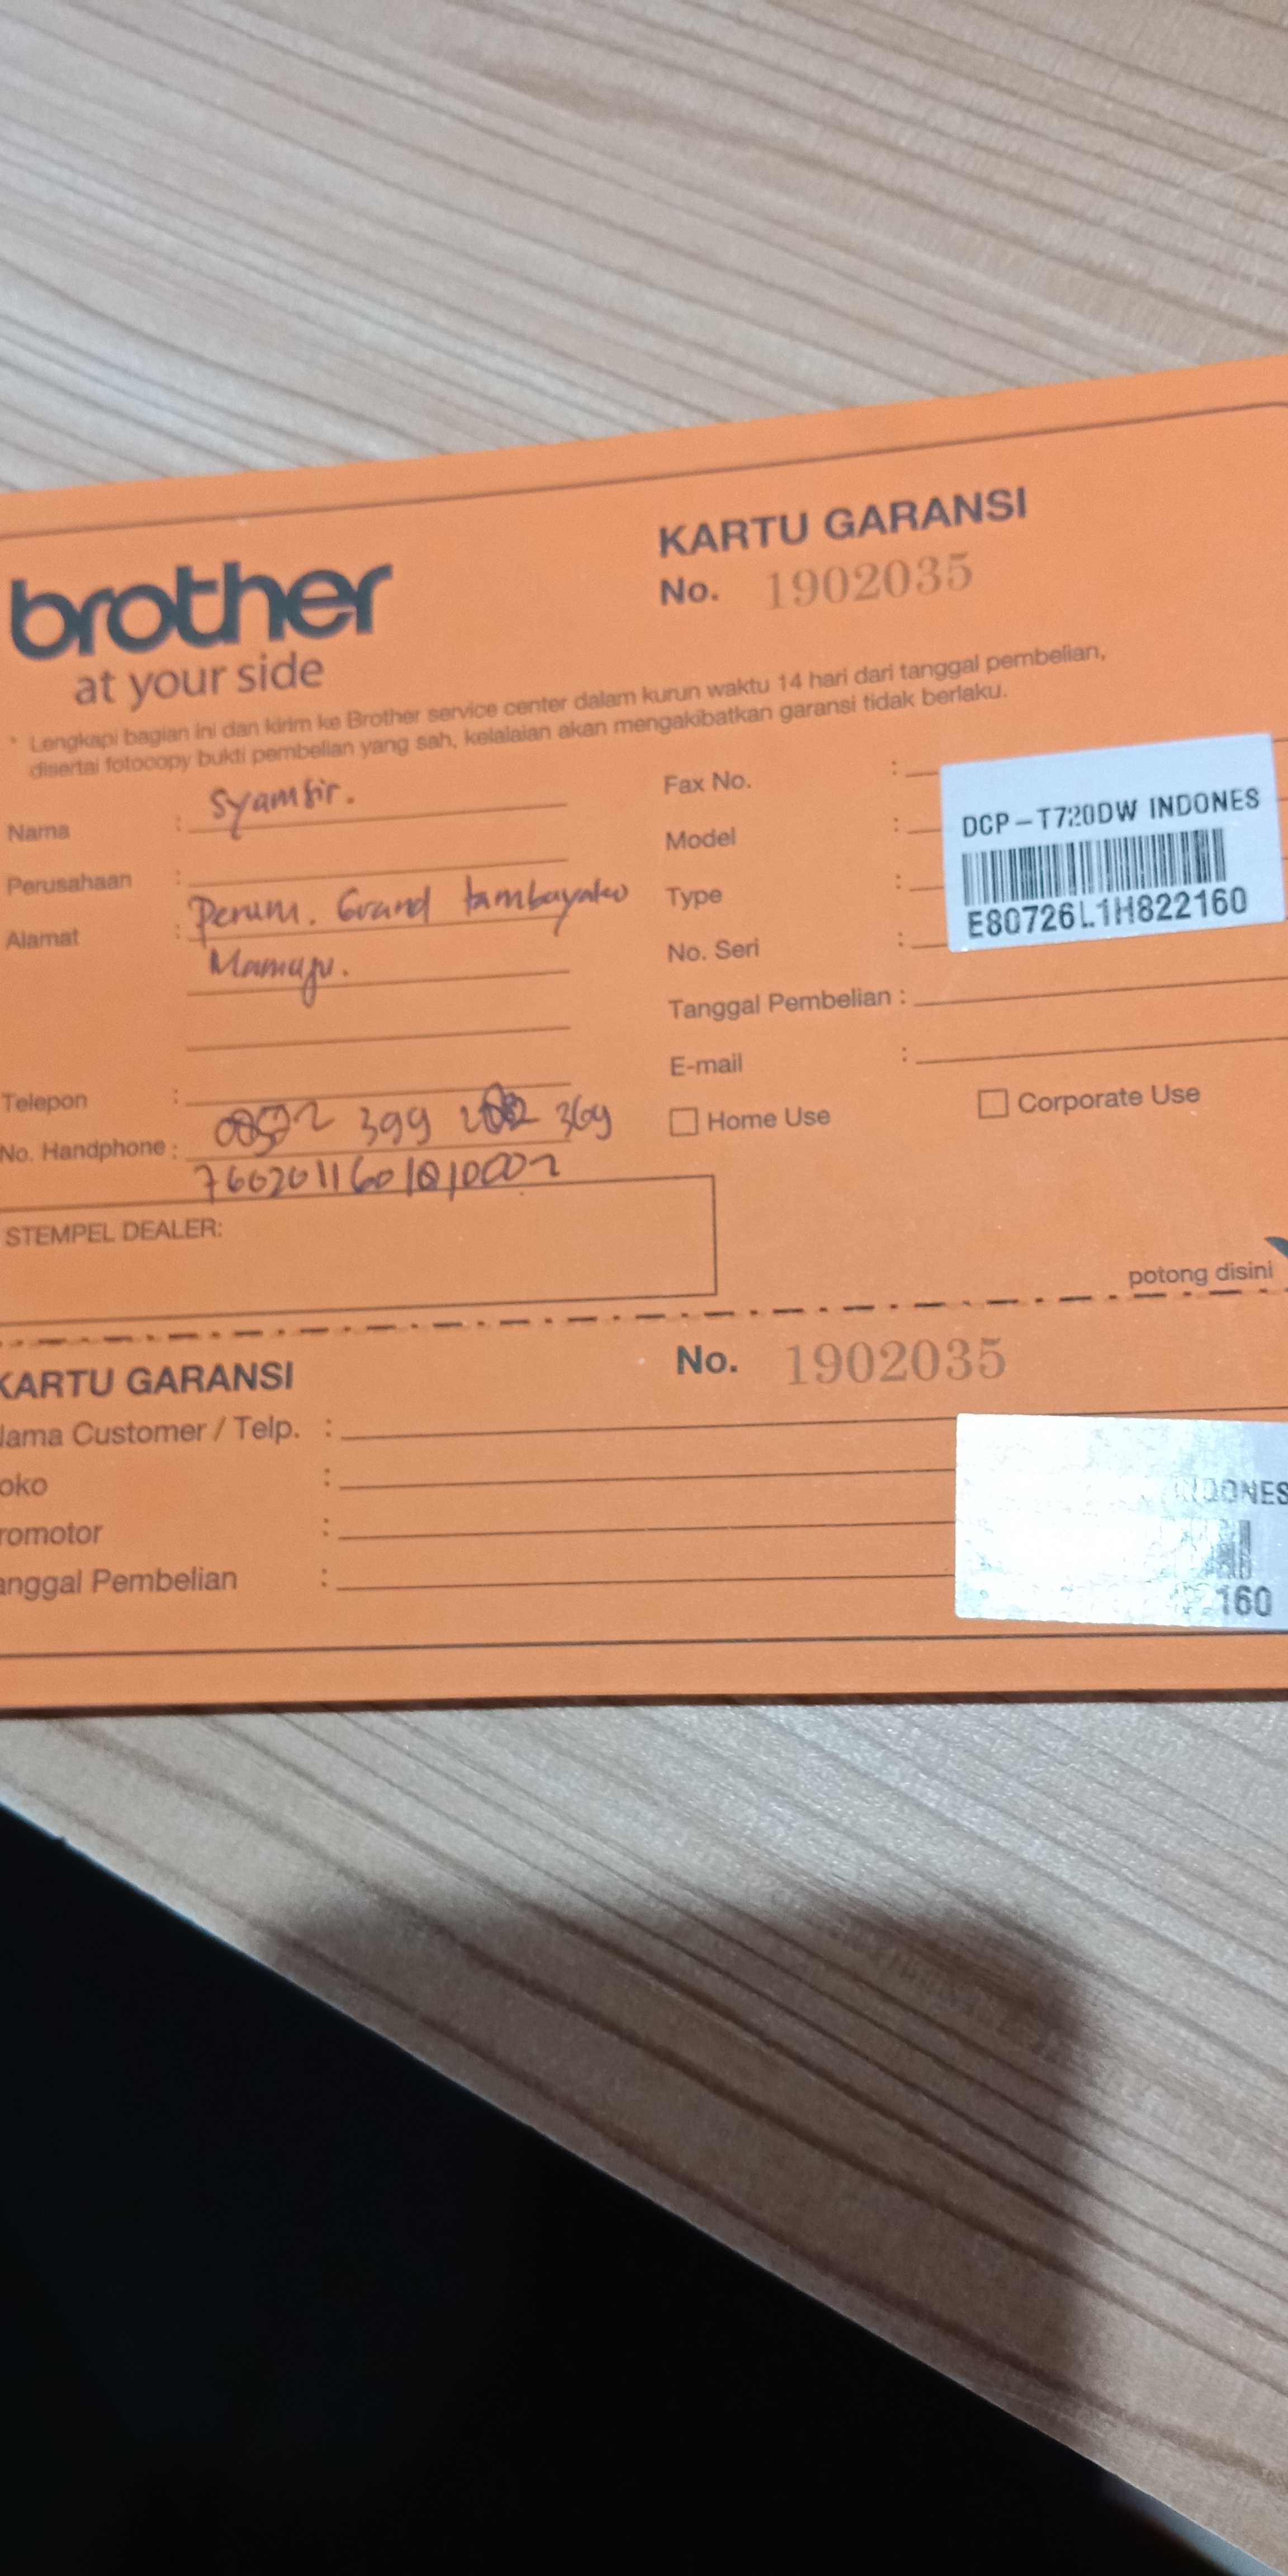 KARTU GARANSI
No. 1902035
brother
at your side
* Lengkapi bagian ini dan kirim ke Brother service center dalam kurun waktu 14 hari dari tanggal pembelian,
disertai fotocopy bukti pembelian yang sah, kelalaian akan mengakibatkan garansi tidak berlaku.
Nama : Syamsir.
Perusahaan :
Alamat : Perum. Grand
Mamuju.
Telepon :
No. Handphone : 399 369
STEMPEL DEALER:
Fax No. :
Model :
Type :
No. Seri :
DCP-T720DW INDONES
E80726L1H822160
Tanggal Pembelian :
E-mail :
Home Use
Corporate Use
potong disini
KARTU GARANSI
No. 1902035
ama Customer / Telp. :
oko :
romotor :
anggal Pembelian :
INDONES
160